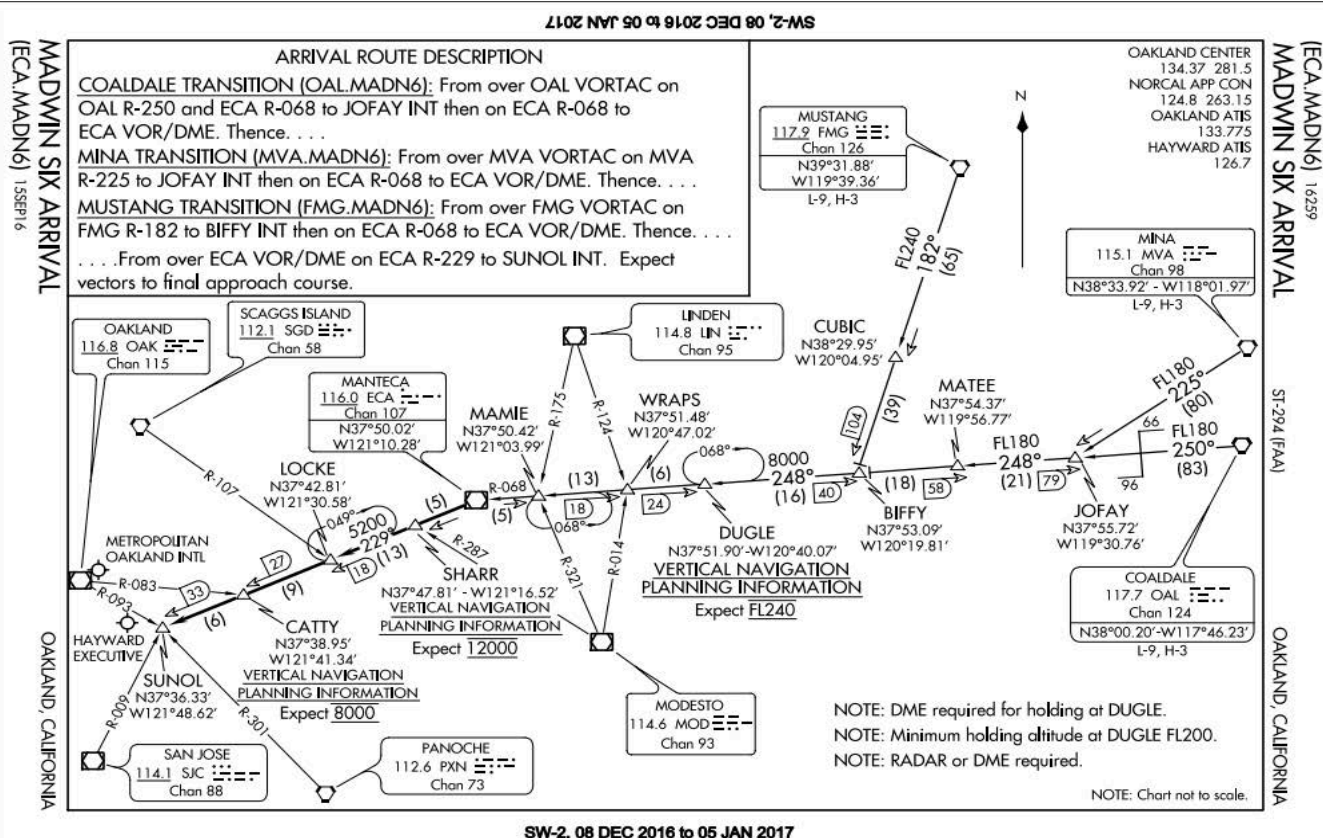 SW-2, 08 DEC 2016 to 05 JAN 2017
(ECA.MADN6) 15SEP16
MADWIN SIX ARRIVAL
OAKLAND, CALIFORNIA
ARRIVAL ROUTE DESCRIPTION
COALDALE TRANSITION (OAL.MADN6): From over OAL VORTAC on
OAL R-250 and ECA R-068 to JOFAY INT then on ECA R-068 to
ECA VOR/DME. Thence. . . .
MINA TRANSITION (MVA.MADN6): From over MVA VORTAC on MVA
R-225 to JOFAY INT then on ECA R-068 to ECA VOR/DME. Thence. . . .
MUSTANG TRANSITION (FMG.MADN6): From over FMG VORTAC on
FMG R-182 to BIFFY INT then on ECA R-068 to ECA VOR/DME. Thence. . . .
. . . .From over ECA VOR/DME on ECA R-229 to SUNOL INT. Expect
vectors to final approach course.
OAKLAND CENTER
134.37 281.5
NORCAL APP CON
124.8 263.15
OAKLAND ATIS
133.775
HAYWARD ATIS
126.7
(ECA.MADN6) 16259
MADWIN SIX ARRIVAL
ST-294 (FAA)
OAKLAND, CALIFORNIA
N
MUSTANG
117.9 FMG
Chan 126
N39°31.88'
W119°39.36'
L-9, H-3
FL240
182°
(65)
MINA
115.1 MVA
Chan 98
N38°33.92' - W118°01.97'
L-9, H-3
FL180
225°
(80)
CUBIC
N38°29.95'
W120°04.95'
(39)
104
MATEE
N37°54.37'
W119°56.77'
FL180
248°
(21)
79
66
96
FL180
250°
(83)
JOFAY
N37°55.72'
W119°30.76'
COALDALE
117.7 OAL
Chan 124
N38°00.20'-W117°46.23'
L-9, H-3
(18)
58
BIFFY
N37°53.09'
W120°19.81'
8000
248°
(16)
40
068°
DUGLE
N37°51.90'-W120°40.07'
VERTICAL NAVIGATION
PLANNING INFORMATION
Expect FL240
LINDEN
114.8 LIN
Chan 95
R-175
R-124
WRAPS
N37°51.48'
W120°47.02'
(6)
24
(13)
18
068°
MAMIE
N37°50.42'
W121°03.99'
R-068
(5)
R-321
R-014
MODESTO
114.6 MOD
Chan 93
MANTECA
116.0 ECA
Chan 107
N37°50.02'
W121°10.28'
(5)
R-287
SHARR
N37°47.81' - W121°16.52'
VERTICAL NAVIGATION
PLANNING INFORMATION
Expect 12000
SCAGGS ISLAND
112.1 SGD
Chan 58
R-107
OAKLAND
116.8 OAK
Chan 115
LOCKE
N37°42.81'
W121°30.58'
049°
5200
229°
(13)
18
27
(9)
33
(6)
METROPOLITAN
OAKLAND INTL
R-083
R-093
HAYWARD
EXECUTIVE
CATTY
N37°38.95'
W121°41.34'
VERTICAL NAVIGATION
PLANNING INFORMATION
Expect 8000
SUNOL
N37°36.33'
W121°48.62'
R-009
R-301
SAN JOSE
114.1 SJC
Chan 88
PANOCHE
112.6 PXN
Chan 73
NOTE: DME required for holding at DUGLE.
NOTE: Minimum holding altitude at DUGLE FL200.
NOTE: RADAR or DME required.
NOTE: Chart not to scale.
SW-2, 08 DEC 2016 to 05 JAN 2017